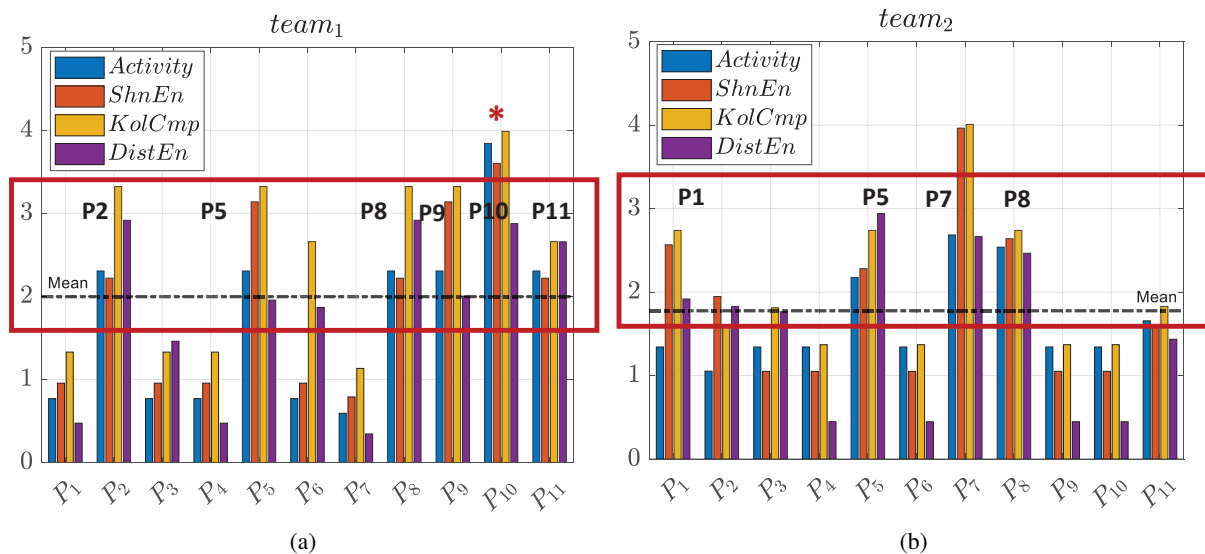 team₁
5
4
3
2
1
0
Activity
ShnEn
KolCmp
DistEn
*
P2
P5
P8
P9
P10
P11
Mean
P₁
P₂
P₃
P₄
P₅
P₆
P₇
P₈
P₉
P₁₀
P₁₁
(a)
team₂
5
4
3
2
1
0
Activity
ShnEn
KolCmp
DistEn
P1
P5
P7
P8
Mean
P₁
P₂
P₃
P₄
P₅
P₆
P₇
P₈
P₉
P₁₀
P₁₁
(b)